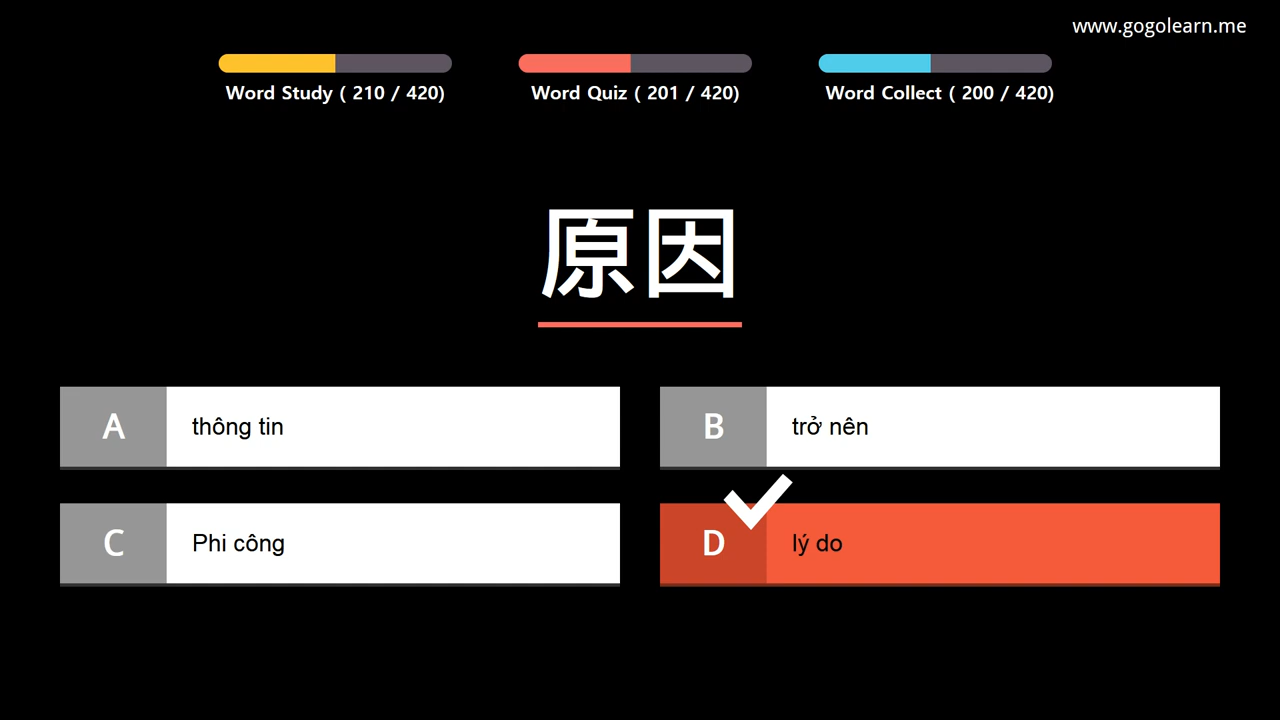 www.gogolearn.me
Word Study ( 210 / 420)
Word Quiz ( 201 / 420)
Word Collect ( 200 / 420)
原因
A thông tin
B trở nên
C Phi công
D lý do